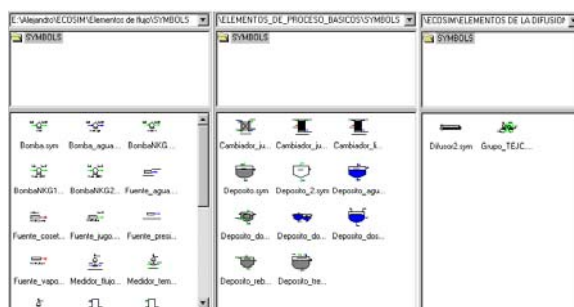 E:\Alejandro\ECOSIM\Elementos de flujo\SYMBOLS
SYMBOLS
Bomba.sym Bomba_agua... BombaNKG...
BombaNKG1... BombaNKG2... Fuente_agua...
Fuente_coset... Fuente_jugo... Fuente_presi...
Fuente_vapo... Medidor_flujo... Medidor_tem...
\ELEMENTOS_DE_PROCESO_BASICOS\SYMBOLS
SYMBOLS
Cambiador_ju... Cambiador_ju... Cambiador_li...
Deposito.sym Deposito_2.sym Deposito_agu...
Deposito_do... Deposito_do... Deposito_dos...
Deposito_reb... Deposito_tre...
\ECOSIM\ELEMENTOS DE LA DIFUSION
SYMBOLS
Difusor2.sym Grupo_TEJC...